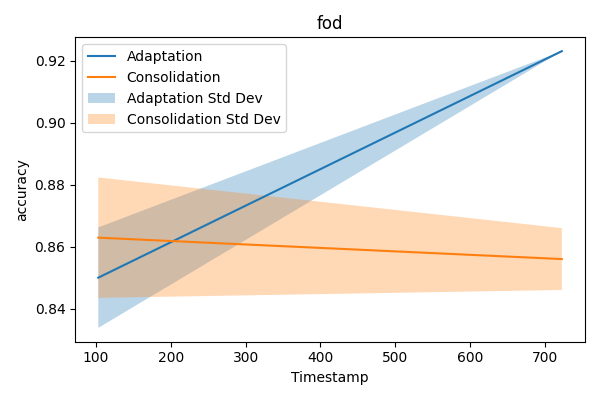 fod
Adaptation
Consolidation
Adaptation Std Dev
Consolidation Std Dev
accuracy
0.92
0.90
0.88
0.86
0.84
100 200 300 400 500 600 700
Timestamp